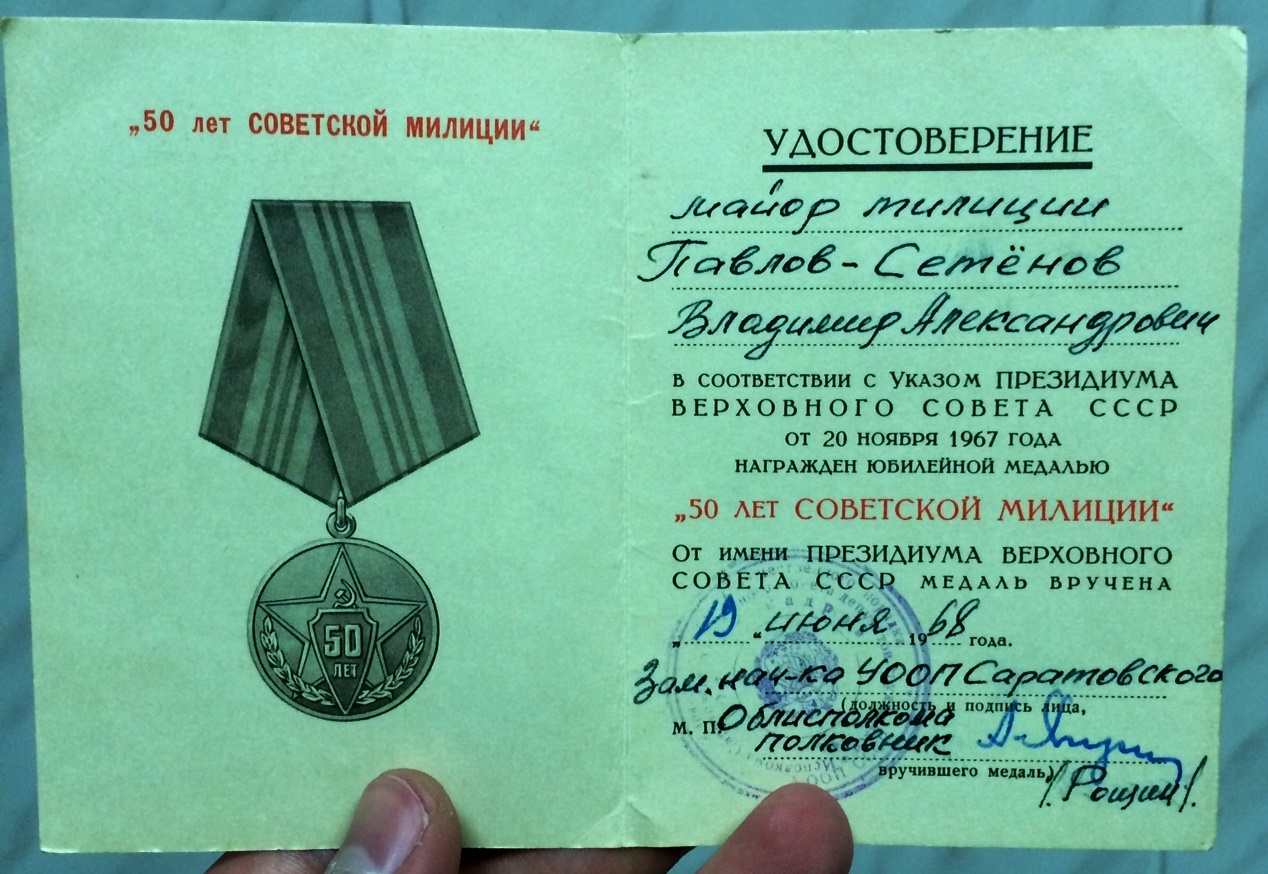 „50 лет СОВЕТСКОЙ МИЛИЦИИ“
50
ЛЕТ
УДОСТОВЕРЕНИЕ
майор милиции
Павлов-Семёнов
Владимир Александрович
В СООТВЕТСТВИИ С УКАЗОМ ПРЕЗИДИУМА
ВЕРХОВНОГО СОВЕТА СССР
ОТ 20 НОЯБРЯ 1967 ГОДА
НАГРАЖДЕН ЮБИЛЕЙНОЙ МЕДАЛЬЮ
„50 ЛЕТ СОВЕТСКОЙ МИЛИЦИИ“
ОТ ИМЕНИ ПРЕЗИДИУМА ВЕРХОВНОГО
СОВЕТА СССР МЕДАЛЬ ВРУЧЕНА
„19“ июня 1968 года.
Зам. нач-ка УООП Саратовского
(должность и подпись лица,
М. П. Облисполкома
полковник
вручившего медаль)
/Рощин/.